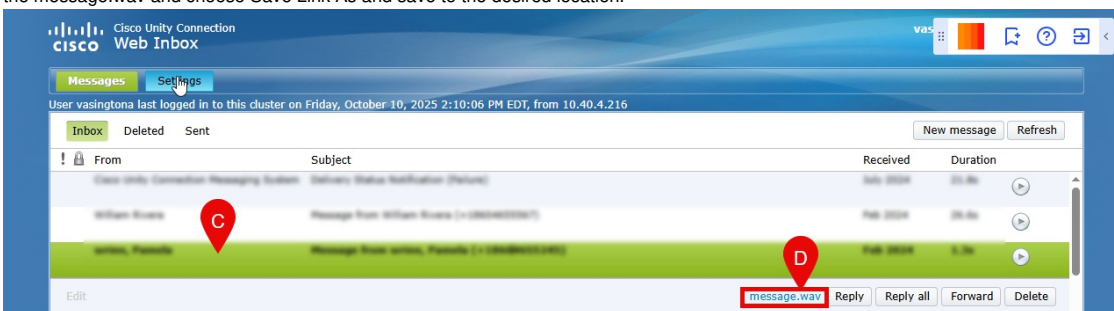 the message.wav and choose Save Link As and save to the desired location.
Cisco Unity Connection
CISCO Web Inbox
vas
Messages Settings
User vasingtona last logged in to this cluster on Friday, October 10, 2025 2:10:06 PM EDT, from 10.40.4.216
Inbox Deleted Sent New message Refresh
! From Subject Received Duration
C
D
Edit message.wav Reply Reply all Forward Delete